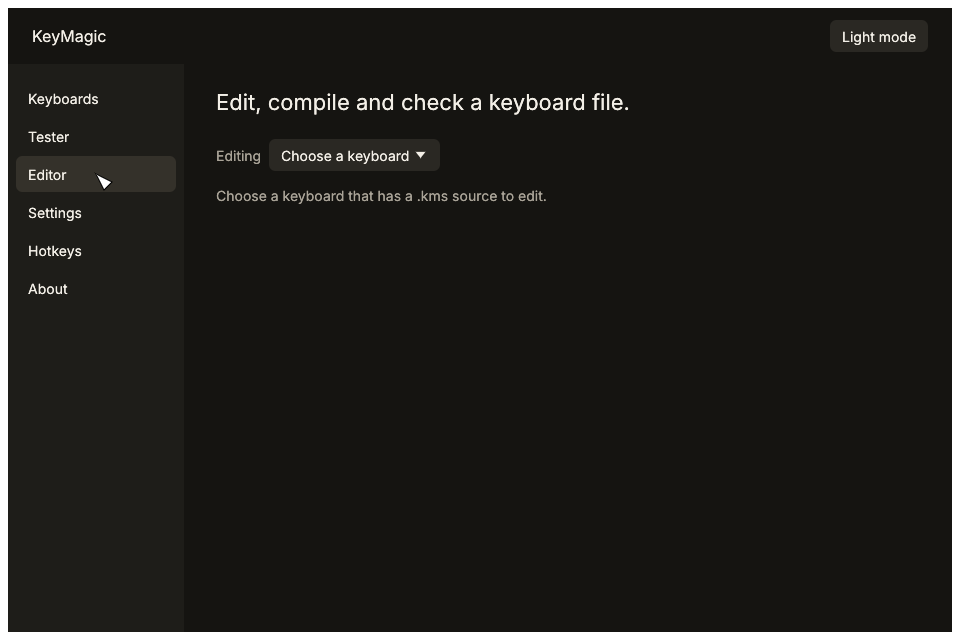 KeyMagic
Light mode
Keyboards
Tester
Editor
Settings
Hotkeys
About
Edit, compile and check a keyboard file.
Editing Choose a keyboard
Choose a keyboard that has a .kms source to edit.